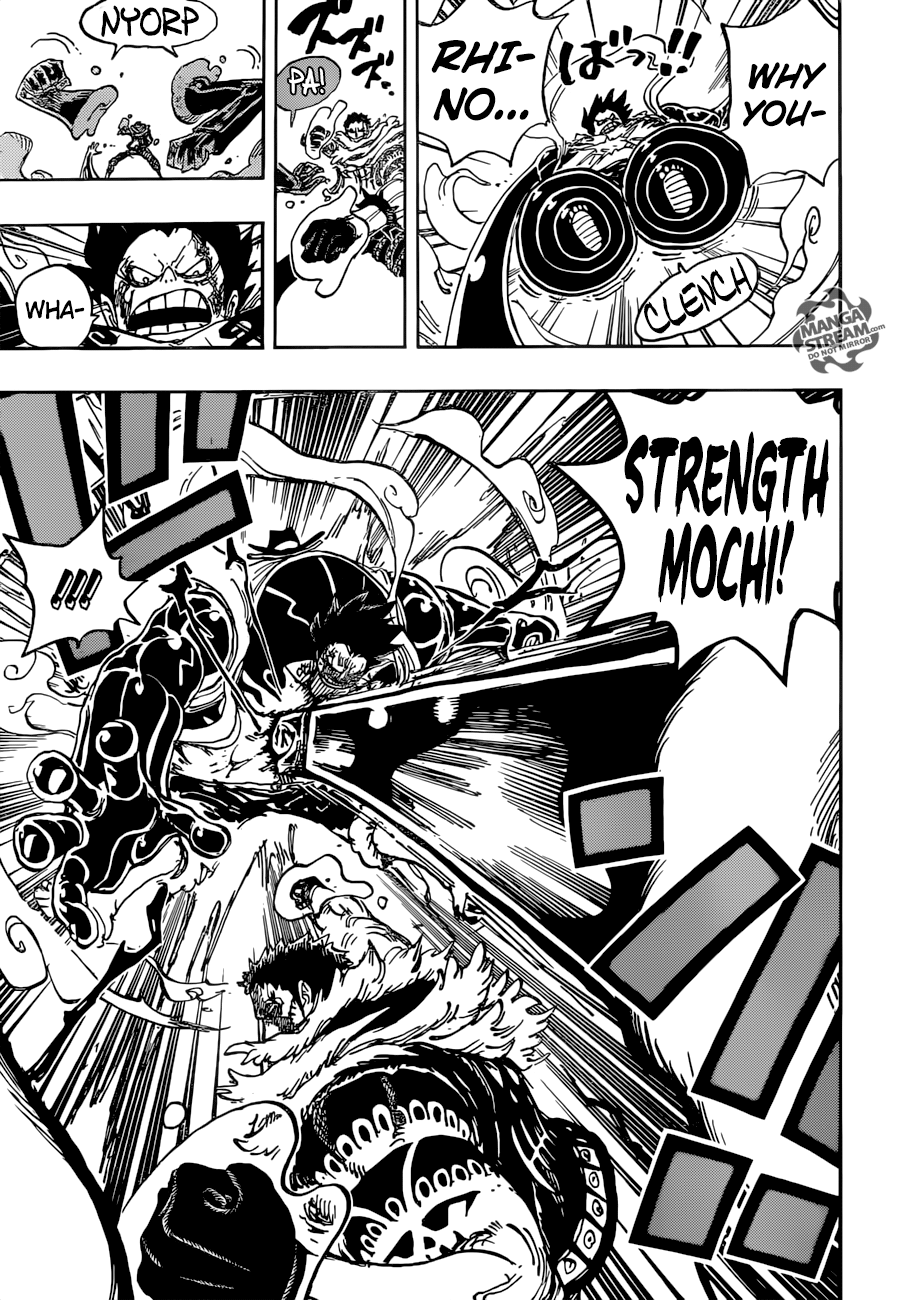 WHY
YOU-
ばっ!!
RHI-
NO...
CLENCH
ズズ
ズ
PA!
NYORP
WHA-
MANGA
STREAM.com
DO NOT MIRROR
STRENGTH
MOCHI!
!!!